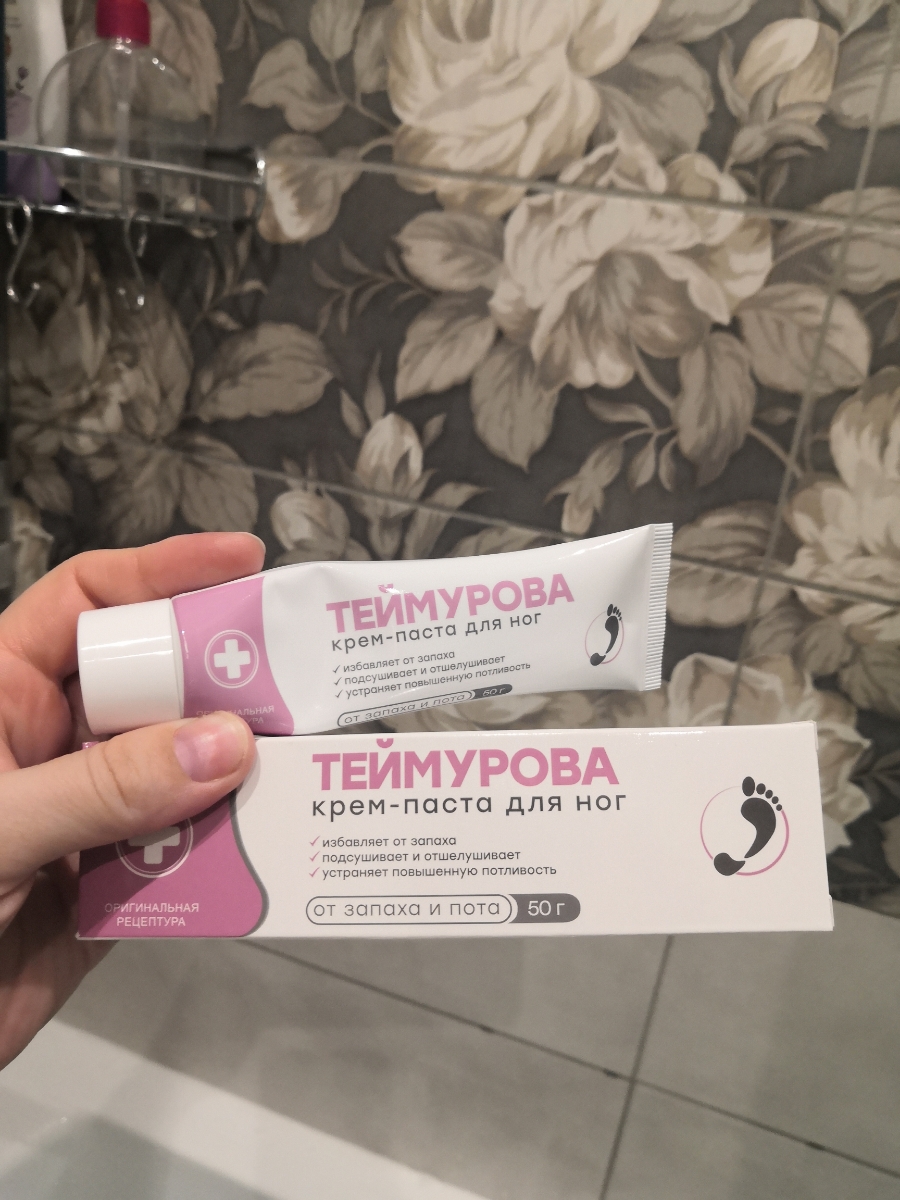 ТЕЙМУРОВА
крем-паста для ног
✓ избавляет от запаха
✓ подсушивает и отшелушивает
✓ устраняет повышенную потливость
от запаха и пота 50 г
ОРИГИНАЛЬНАЯ
ТЕЙМУРОВА
крем-паста для ног
✓ избавляет от запаха
✓ подсушивает и отшелушивает
✓ устраняет повышенную потливость
от запаха и пота 50 г
ОРИГИНАЛЬНАЯ
РЕЦЕПТУРА